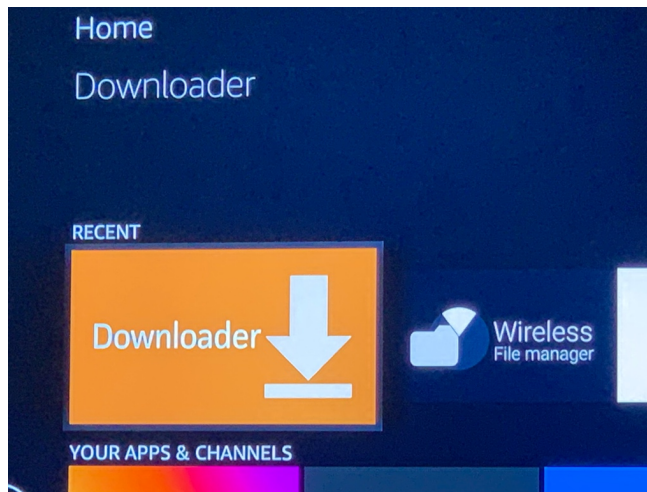 Home
Downloader
RECENT
Downloader
Wireless
File manager
YOUR APPS & CHANNELS